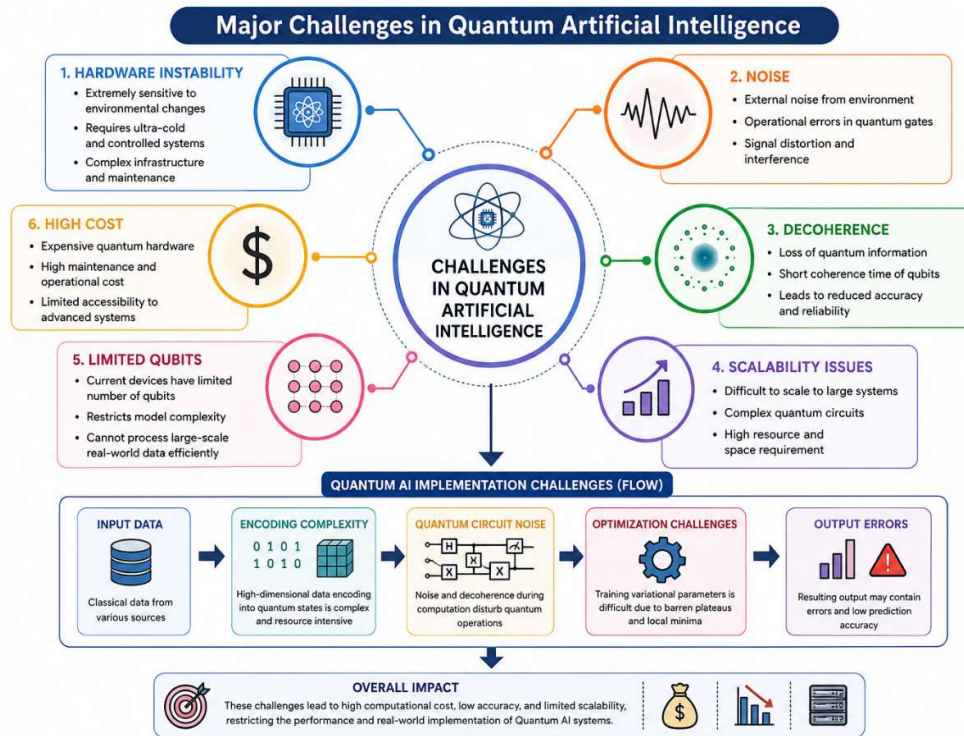 Major Challenges in Quantum Artificial Intelligence
1. HARDWARE INSTABILITY
• Extremely sensitive to
environmental changes
• Requires ultra-cold
and controlled systems
• Complex infrastructure
and maintenance
2. NOISE
• External noise from environment
• Operational errors in quantum gates
• Signal distortion and
interference
6. HIGH COST
• Expensive quantum hardware
• High maintenance and
operational cost
• Limited accessibility to
advanced systems
$
CHALLENGES
IN QUANTUM
ARTIFICIAL
INTELLIGENCE
3. DECOHERENCE
• Loss of quantum information
• Short coherence time of qubits
• Leads to reduced accuracy
and reliability
5. LIMITED QUBITS
• Current devices have limited
number of qubits
• Restricts model complexity
• Cannot process large-scale
real-world data efficiently
4. SCALABILITY ISSUES
• Difficult to scale to large systems
• Complex quantum circuits
• High resource and
space requirement
QUANTUM AI IMPLEMENTATION CHALLENGES (FLOW)
INPUT DATA
Classical data from
various sources
ENCODING COMPLEXITY
0 1 0 1
1 0 1 0
High-dimensional data encoding
into quantum states is complex
and resource intensive
QUANTUM CIRCUIT NOISE
H
X
X
X
Noise and decoherence during
computation disturb quantum
operations
OPTIMIZATION CHALLENGES
Training variational parameters is
difficult due to barren plateaus
and local minima
OUTPUT ERRORS
!
Resulting output may contain
errors and low prediction
accuracy
OVERALL IMPACT
These challenges lead to high computational cost, low accuracy, and limited scalability,
restricting the performance and real-world implementation of Quantum AI systems.
$